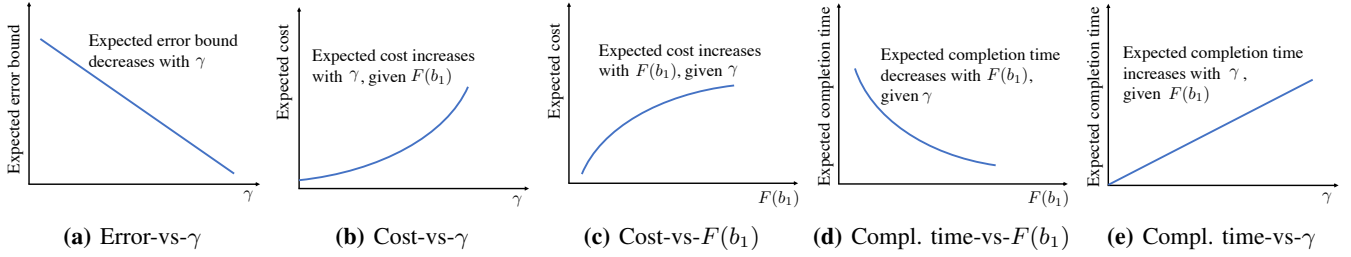 Expected error bound
Expected error bound
decreases with γ
γ
(a) Error-vs-γ
Expected cost
Expected cost increases
with γ, given F(b₁)
γ
(b) Cost-vs-γ
Expected cost
Expected cost increases
with F(b₁), given γ
F(b₁)
(c) Cost-vs-F(b₁)
Expected completion time
Expected completion time
decreases with F(b₁),
given γ
F(b₁)
(d) Compl. time-vs-F(b₁)
Expected completion time
Expected completion time
increases with γ ,
given F(b₁)
γ
(e) Compl. time-vs-γ